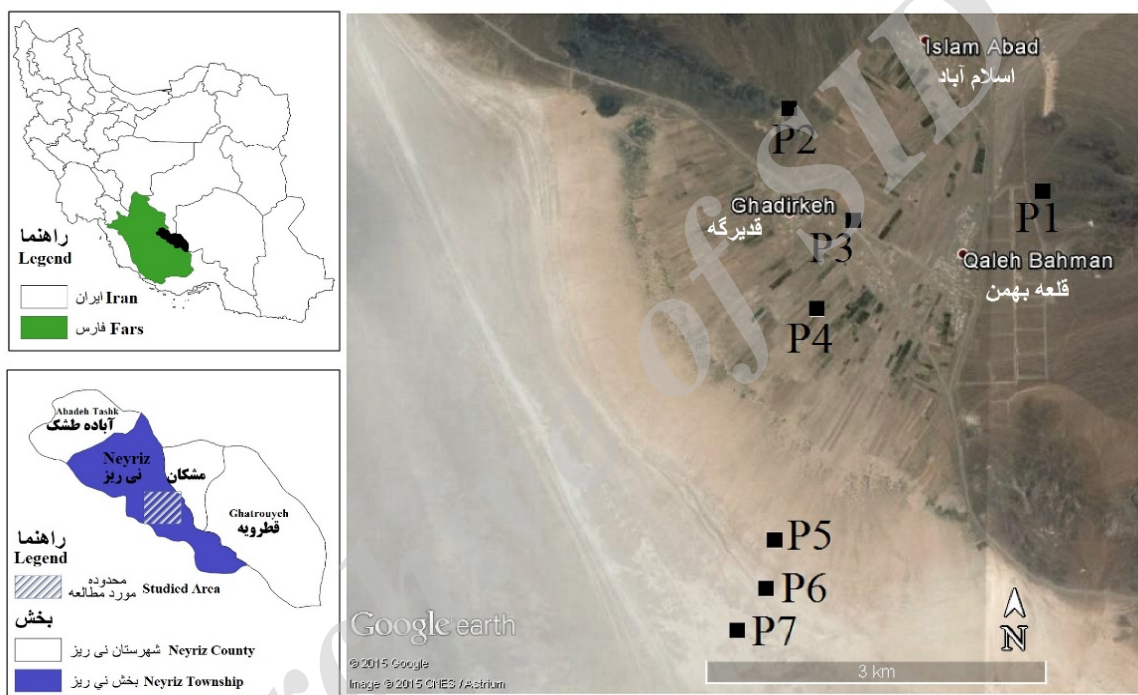 راهنما
Legend
ایران Iran
فارس Fars
Abadeh Tashk
آباده طشک
Neyriz
نی ریز
مشکان
Ghatrouyeh
قطرویه
راهنما
Legend
محدوده
مورد مطالعه Studied Area
بخش
شهرستان نی ریز Neyriz County
بخش نی ریز Neyriz Township
Islam Abad
اسلام آباد
P2
P1
Ghadirkeh
قدیرگه
P3
Qaleh Bahman
قلعه بهمن
P4
P5
P6
P7
N
Google earth
© 2015 Google
Image © 2015 CNES / Astrium
3 km
Archive of SID